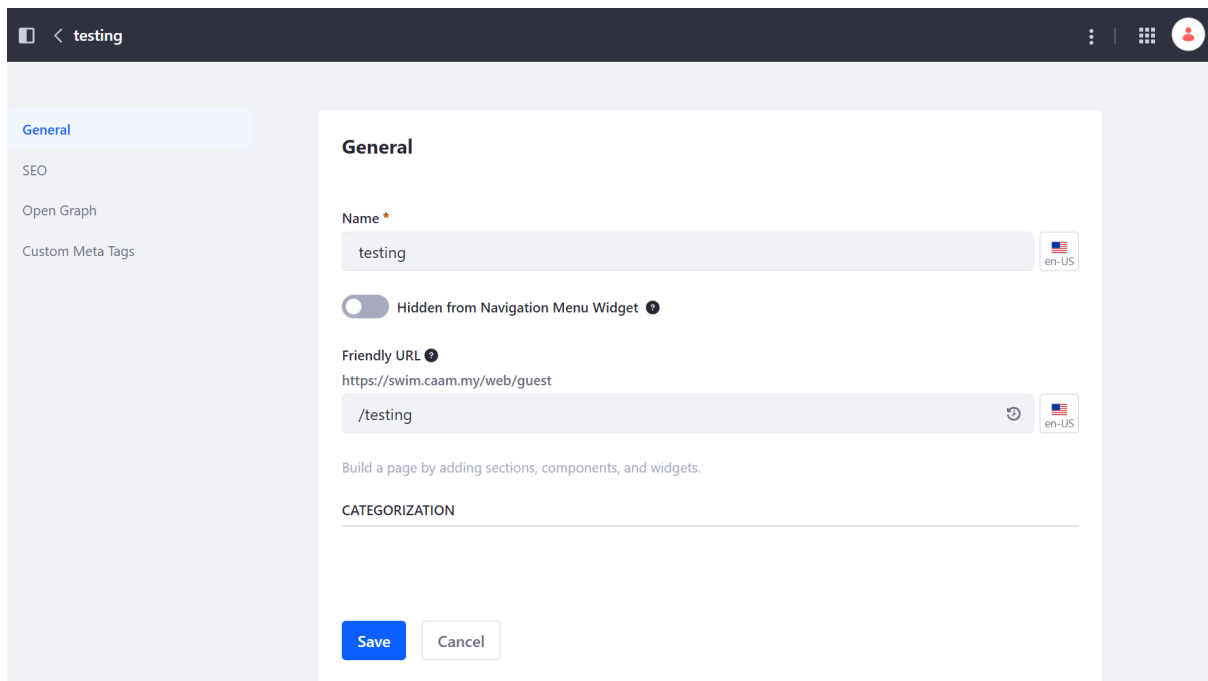 testing
General
SEO
Open Graph
Custom Meta Tags
General
Name *
testing
en-US
Hidden from Navigation Menu Widget ?
Friendly URL ?
https://swim.caam.my/web/guest
/testing
en-US
Build a page by adding sections, components, and widgets.
CATEGORIZATION
Save Cancel